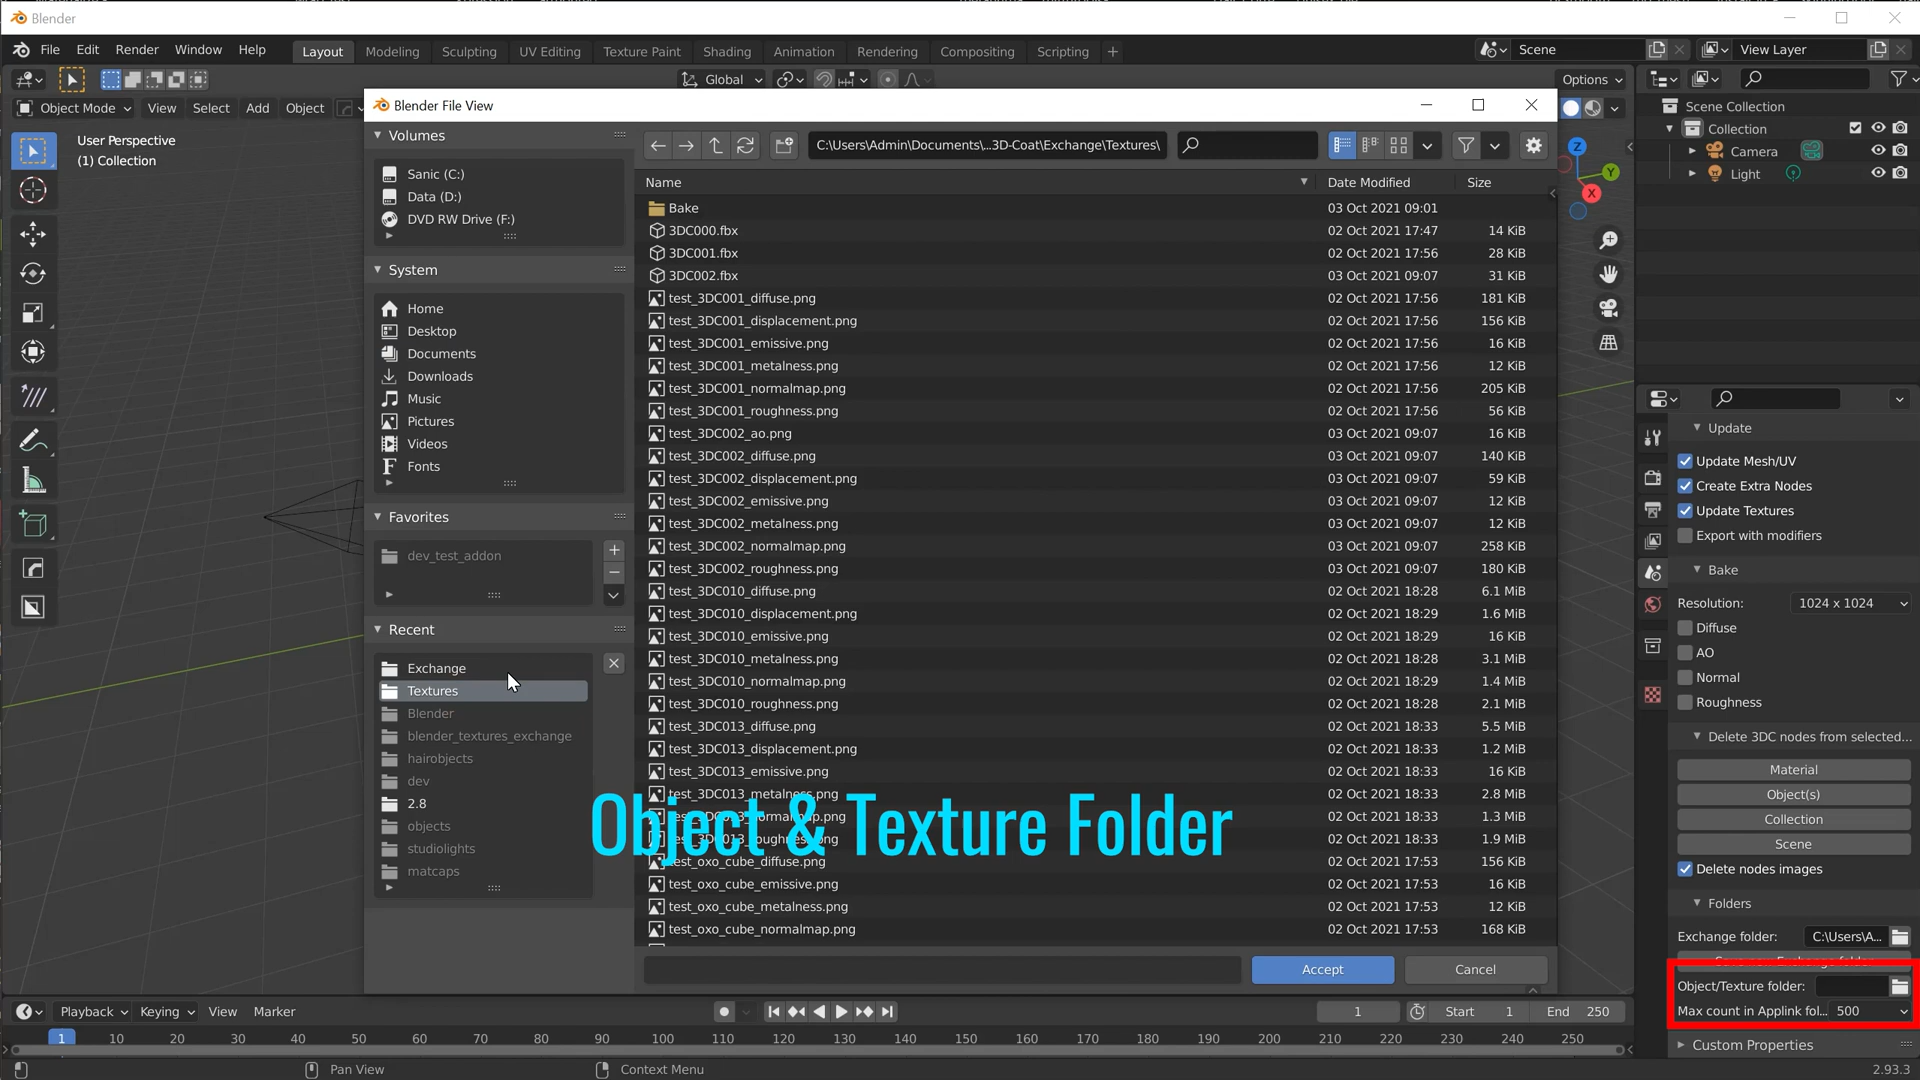 Blender
File Edit Render Window Help Layout Modeling Sculpting UV Editing Texture Paint Shading Animation Rendering Compositing Scripting + Scene View Layer
Global Options
Object Mode View Select Add Object
User Perspective
(1) Collection
Blender File View
Volumes
Sanic (C:)
Data (D:)
DVD RW Drive (F:)
System
Home
Desktop
Documents
Downloads
Music
Pictures
Videos
Fonts
Favorites
dev_test_addon
Recent
Exchange
Textures
Blender
blender_textures_exchange
hairobjects
dev
2.8
objects
studiolights
matcaps
C:\Users\Admin\Documents\...3D-Coat\Exchange\Textures\
Name Date Modified Size
Bake 03 Oct 2021 09:01
3DC000.fbx 02 Oct 2021 17:47 14 KiB
3DC001.fbx 02 Oct 2021 17:56 28 KiB
3DC002.fbx 03 Oct 2021 09:07 31 KiB
test_3DC001_diffuse.png 02 Oct 2021 17:56 181 KiB
test_3DC001_displacement.png 02 Oct 2021 17:56 156 KiB
test_3DC001_emissive.png 02 Oct 2021 17:56 16 KiB
test_3DC001_metalness.png 02 Oct 2021 17:56 12 KiB
test_3DC001_normalmap.png 02 Oct 2021 17:56 205 KiB
test_3DC001_roughness.png 02 Oct 2021 17:56 56 KiB
test_3DC002_ao.png 03 Oct 2021 09:07 16 KiB
test_3DC002_diffuse.png 03 Oct 2021 09:07 140 KiB
test_3DC002_displacement.png 03 Oct 2021 09:07 59 KiB
test_3DC002_emissive.png 03 Oct 2021 09:07 12 KiB
test_3DC002_metalness.png 03 Oct 2021 09:07 12 KiB
test_3DC002_normalmap.png 03 Oct 2021 09:07 258 KiB
test_3DC002_roughness.png 03 Oct 2021 09:07 180 KiB
test_3DC010_diffuse.png 02 Oct 2021 18:28 6.1 MiB
test_3DC010_displacement.png 02 Oct 2021 18:29 1.6 MiB
test_3DC010_emissive.png 02 Oct 2021 18:29 16 KiB
test_3DC010_metalness.png 02 Oct 2021 18:28 3.1 MiB
test_3DC010_normalmap.png 02 Oct 2021 18:29 1.4 MiB
test_3DC010_roughness.png 02 Oct 2021 18:28 2.1 MiB
test_3DC013_diffuse.png 02 Oct 2021 18:33 5.5 MiB
test_3DC013_displacement.png 02 Oct 2021 18:33 1.2 MiB
test_3DC013_emissive.png 02 Oct 2021 18:33 16 KiB
test_3DC013_metalness.png 02 Oct 2021 18:33 2.8 MiB
02 Oct 2021 18:33 1.3 MiB
02 Oct 2021 18:33 1.9 MiB
Object & Texture Folder
test_oxo_cube_diffuse.png 02 Oct 2021 17:53 156 KiB
test_oxo_cube_emissive.png 02 Oct 2021 17:53 16 KiB
test_oxo_cube_metalness.png 02 Oct 2021 17:53 12 KiB
test_oxo_cube_normalmap.png 02 Oct 2021 17:53 168 KiB
Accept Cancel
Z
Y
X
Scene Collection
Collection
Camera
Light
Update
Update Mesh/UV
Create Extra Nodes
Update Textures
Export with modifiers
Bake
Resolution: 1024 x 1024
Diffuse
AO
Normal
Roughness
Delete 3DC nodes from selected...
Material
Object(s)
Collection
Scene
Delete nodes images
Folders
Exchange folder: C:\Users\A...
Object/Texture folder:
Max count in Applink fol... 500
Custom Properties
Playback Keying View Marker 1 Start 1 End 250
1 10 20 30 40 50 60 70 80 90 100 110 120 130 140 150 160 170 180 190 200 210 220 230 240 250
Pan View Context Menu 2.93.3